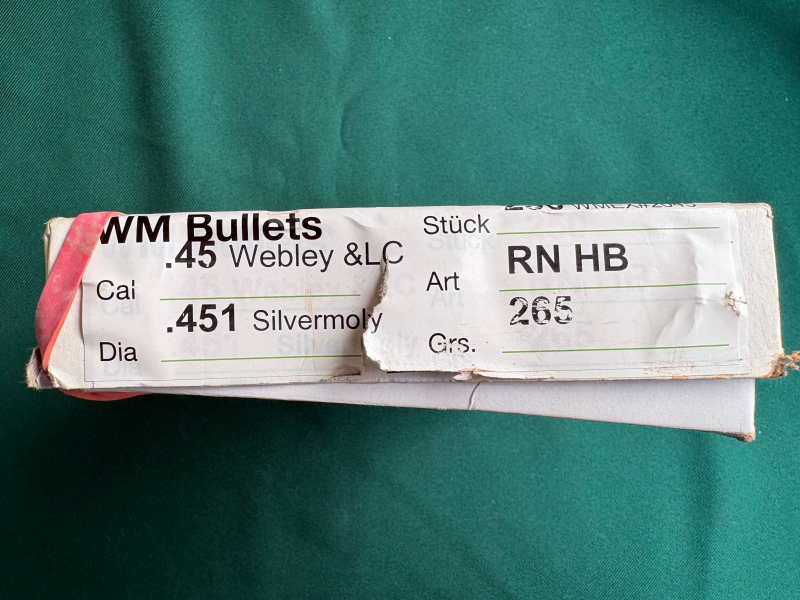 WM Bullets
Cal .45 Webley &LC
Dia .451 Silvermoly
Stück
Art RN HB
Grs. 265